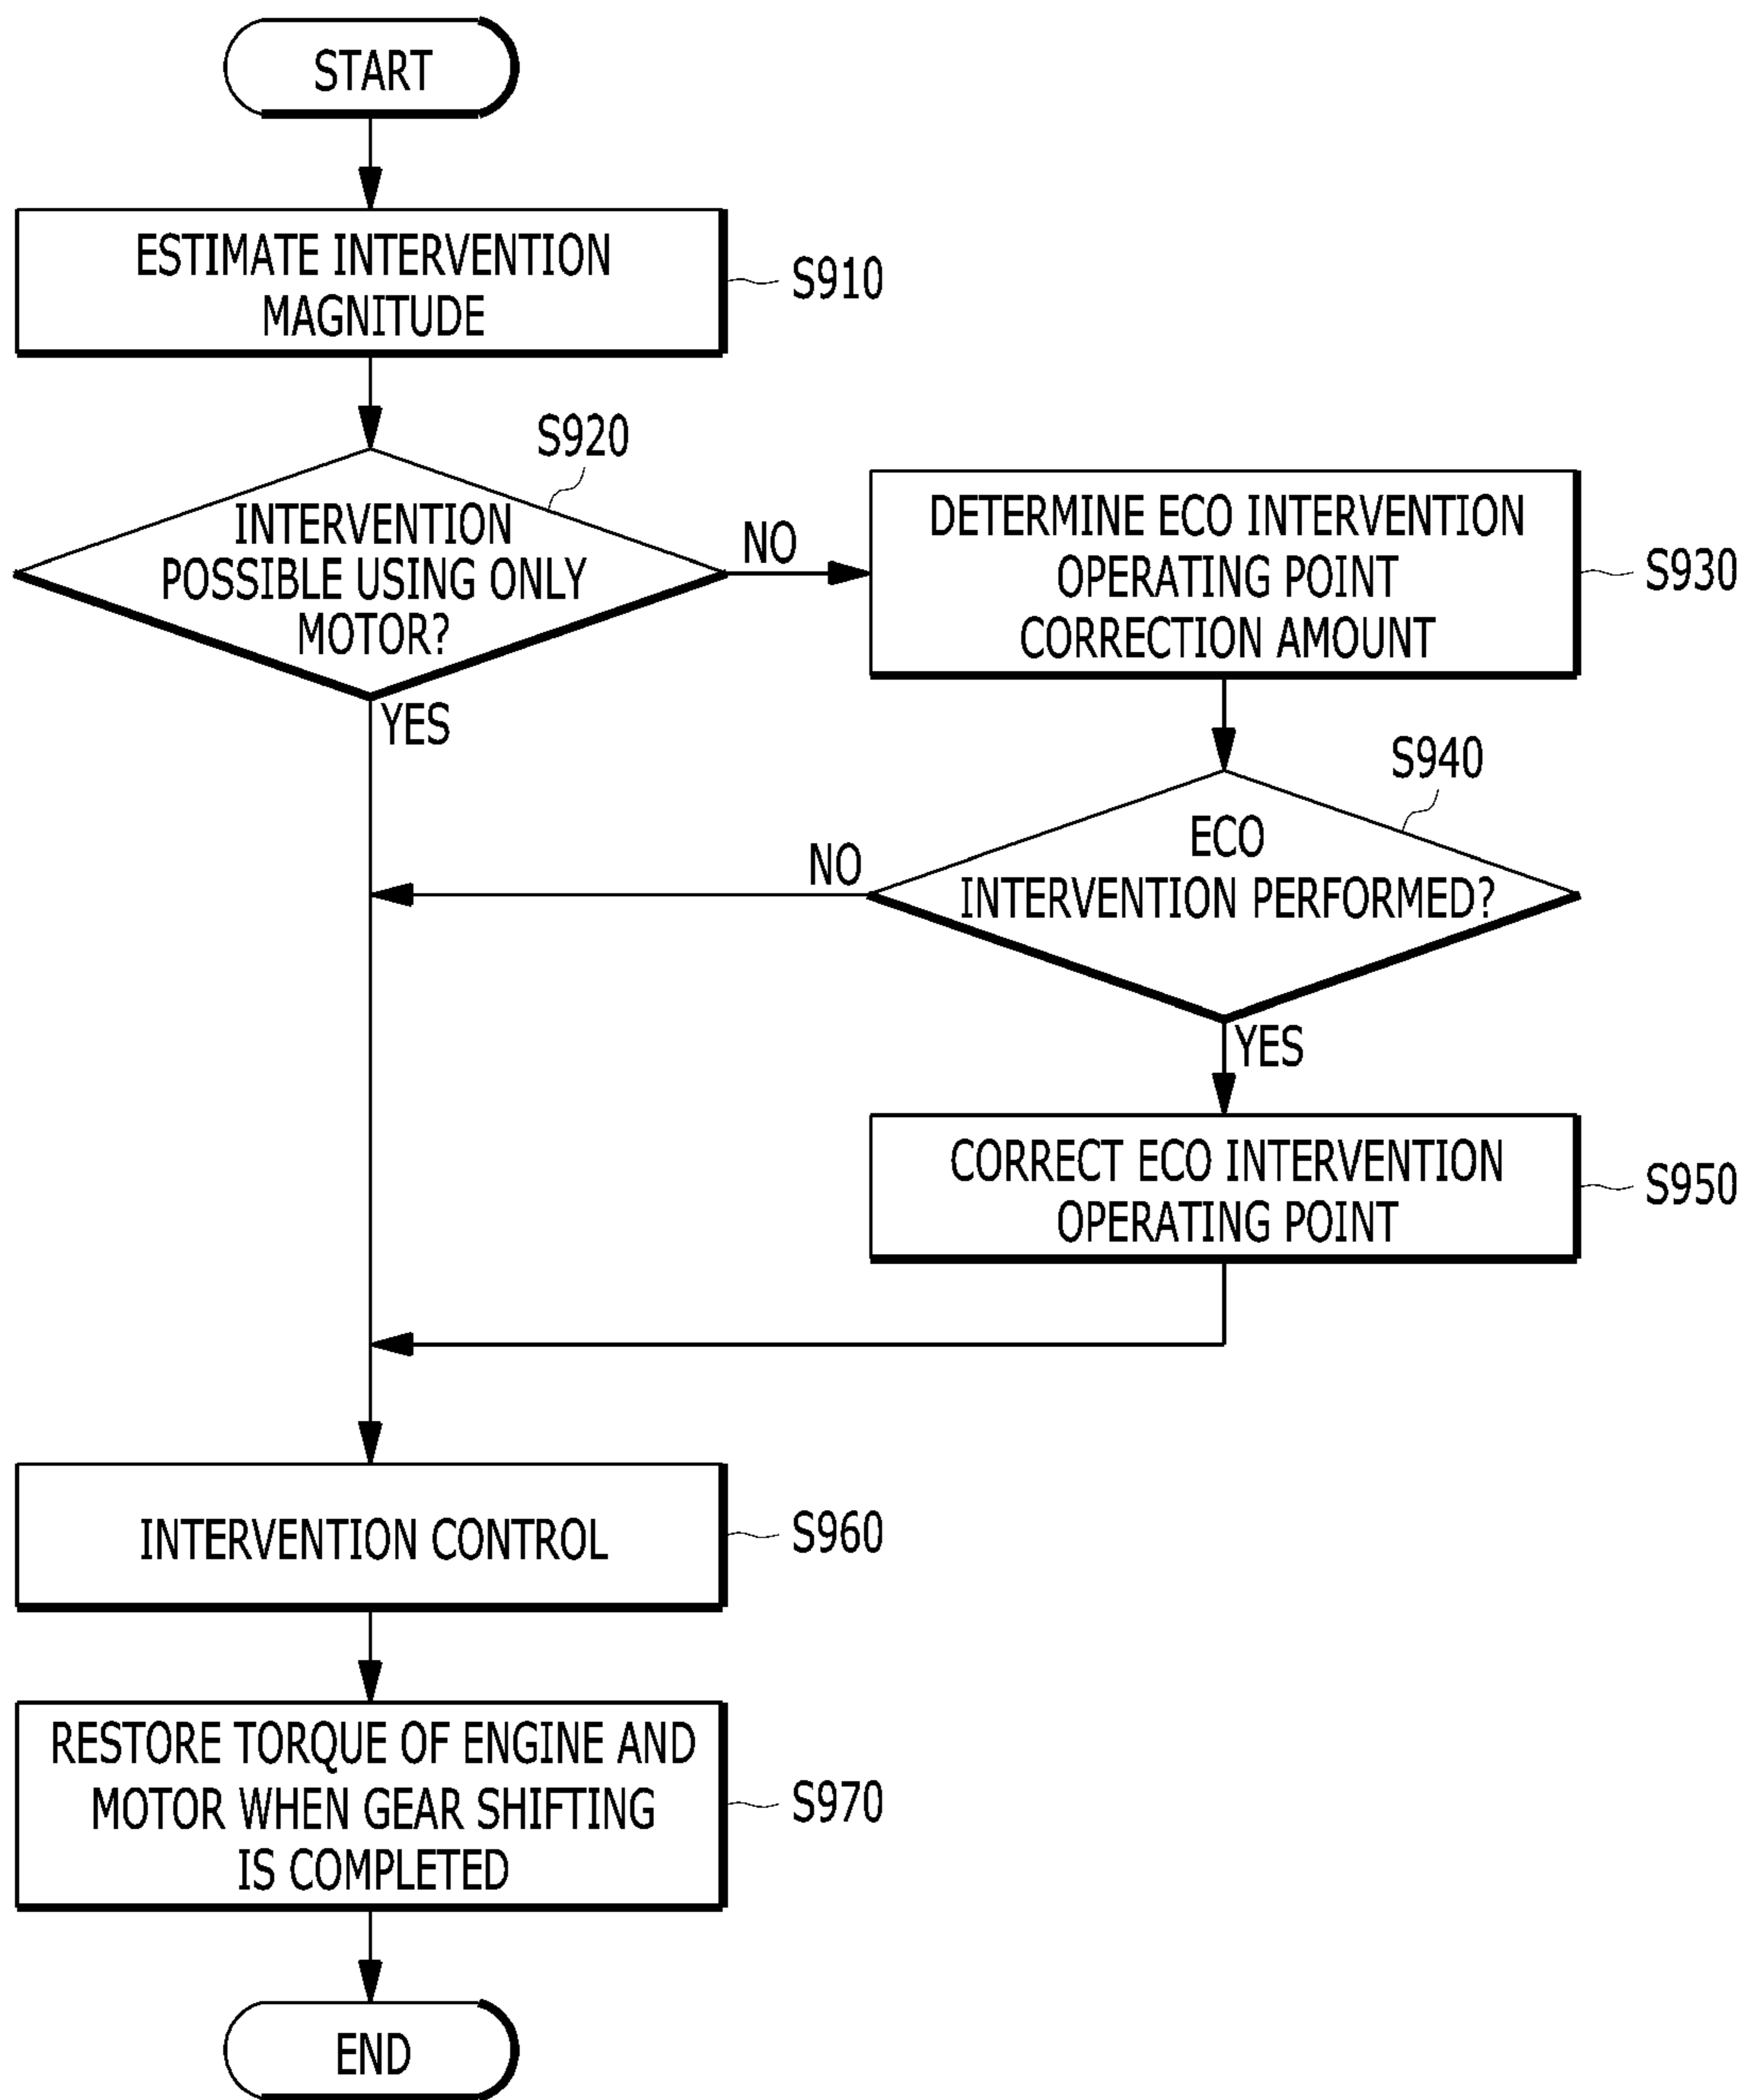 START
ESTIMATE INTERVENTION
MAGNITUDE
S910
S920
INTERVENTION
POSSIBLE USING ONLY
MOTOR?
NO
YES
DETERMINE ECO INTERVENTION
OPERATING POINT
CORRECTION AMOUNT
S930
S940
ECO
INTERVENTION PERFORMED?
NO
YES
CORRECT ECO INTERVENTION
OPERATING POINT
S950
INTERVENTION CONTROL
S960
RESTORE TORQUE OF ENGINE AND
MOTOR WHEN GEAR SHIFTING
IS COMPLETED
S970
END